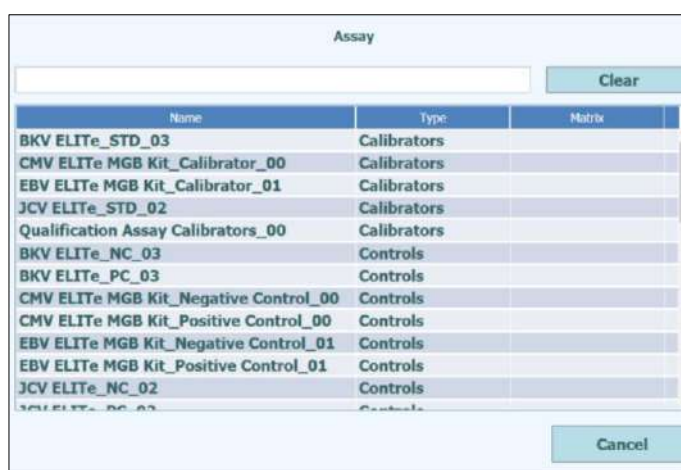 Assay
Clear
Name Type Matrix
BKV ELITe_STD_03 Calibrators
CMV ELITe MGB Kit_Calibrator_00 Calibrators
EBV ELITe MGB Kit_Calibrator_01 Calibrators
JCV ELITe_STD_02 Calibrators
Qualification Assay Calibrators_00 Calibrators
BKV ELITe_NC_03 Controls
BKV ELITe_PC_03 Controls
CMV ELITe MGB Kit_Negative Control_00 Controls
CMV ELITe MGB Kit_Positive Control_00 Controls
EBV ELITe MGB Kit_Negative Control_01 Controls
EBV ELITe MGB Kit_Positive Control_01 Controls
JCV ELITe_NC_02 Controls
Cancel